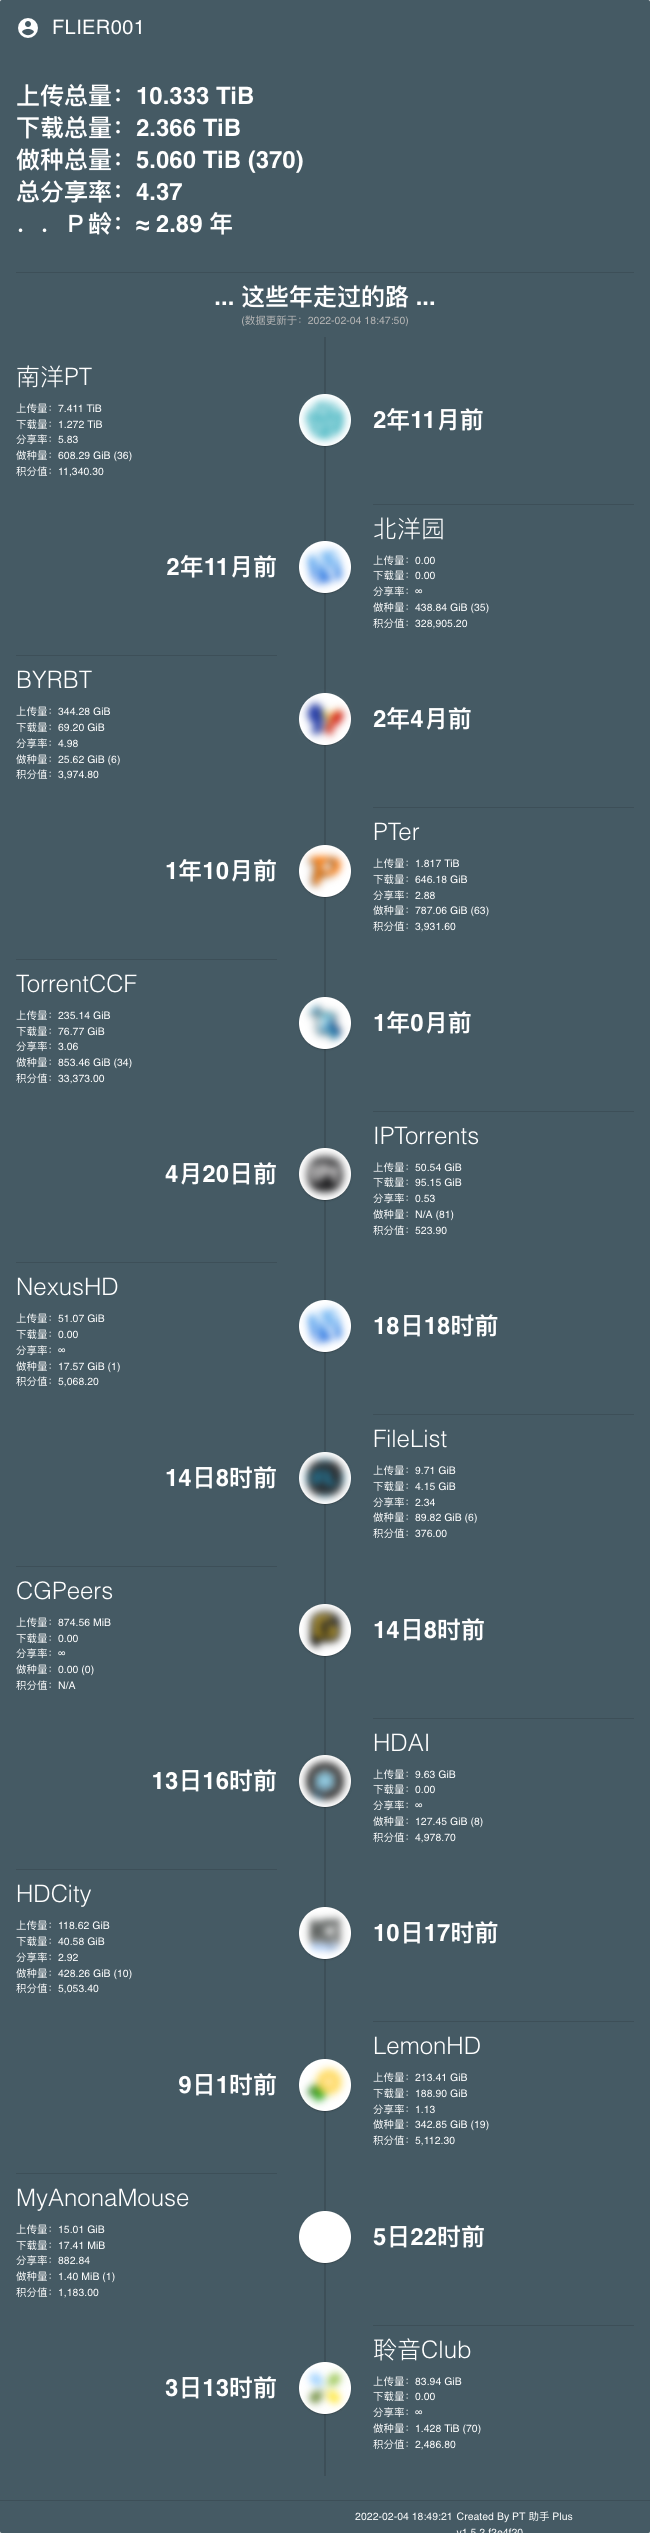 FLIER001
上传总量：10.333 TiB
下载总量：2.366 TiB
做种总量：5.060 TiB (370)
总分享率：4.37
． ． P 龄：≈ 2.89 年
... 这些年走过的路 ...
(数据更新于：2022-02-04 18:47:50)
南洋PT
上传量：7.411 TiB
下载量：1.272 TiB
分享率：5.83
做种量：608.29 GiB (36)
积分值：11,340.30
2年11月前
北洋园
上传量：0.00
下载量：0.00
分享率：∞
做种量：438.84 GiB (35)
积分值：328,905.20
2年11月前
BYRBT
上传量：344.28 GiB
下载量：69.20 GiB
分享率：4.98
做种量：25.62 GiB (6)
积分值：3,974.80
2年4月前
PTer
上传量：1.817 TiB
下载量：646.18 GiB
分享率：2.88
做种量：787.06 GiB (63)
积分值：3,931.60
1年10月前
TorrentCCF
上传量：235.14 GiB
下载量：76.77 GiB
分享率：3.06
做种量：853.46 GiB (34)
积分值：33,373.00
1年0月前
IPTorrents
上传量：50.54 GiB
下载量：95.15 GiB
分享率：0.53
做种量：N/A (81)
积分值：523.90
4月20日前
NexusHD
上传量：51.07 GiB
下载量：0.00
分享率：∞
做种量：17.57 GiB (1)
积分值：5,068.20
18日18时前
FileList
上传量：9.71 GiB
下载量：4.15 GiB
分享率：2.34
做种量：89.82 GiB (6)
积分值：376.00
14日8时前
CGPeers
上传量：874.56 MiB
下载量：0.00
分享率：∞
做种量：0.00 (0)
积分值：N/A
14日8时前
HDAI
上传量：9.63 GiB
下载量：0.00
分享率：∞
做种量：127.45 GiB (8)
积分值：4,978.70
13日16时前
HDCity
上传量：118.62 GiB
下载量：40.58 GiB
分享率：2.92
做种量：428.26 GiB (10)
积分值：5,053.40
10日17时前
LemonHD
上传量：213.41 GiB
下载量：188.90 GiB
分享率：1.13
做种量：342.85 GiB (19)
积分值：5,112.30
9日1时前
MyAnonaMouse
上传量：15.01 GiB
下载量：17.41 MiB
分享率：882.84
做种量：1.40 MiB (1)
积分值：1,183.00
5日22时前
聆音Club
上传量：83.94 GiB
下载量：0.00
分享率：∞
做种量：1.428 TiB (70)
积分值：2,486.80
3日13时前
2022-02-04 18:49:21 Created By PT 助手 Plus